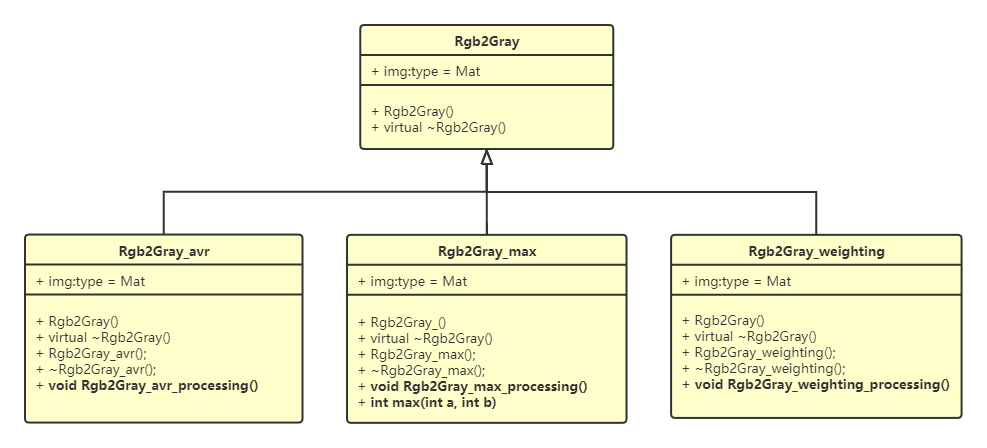 Rgb2Gray
+ img:type = Mat
+ Rgb2Gray()
+ virtual ~Rgb2Gray()
Rgb2Gray_avr
+ img:type = Mat
+ Rgb2Gray()
+ virtual ~Rgb2Gray()
+ Rgb2Gray_avr();
+ ~Rgb2Gray_avr();
+ void Rgb2Gray_avr_processing()
Rgb2Gray_max
+ img:type = Mat
+ Rgb2Gray_()
+ virtual ~Rgb2Gray()
+ Rgb2Gray_max();
+ ~Rgb2Gray_max();
+ void Rgb2Gray_max_processing()
+ int max(int a, int b)
Rgb2Gray_weighting
+ img:type = Mat
+ Rgb2Gray()
+ virtual ~Rgb2Gray()
+ Rgb2Gray_weighting();
+ ~Rgb2Gray_weighting();
+ void Rgb2Gray_weighting_processing()